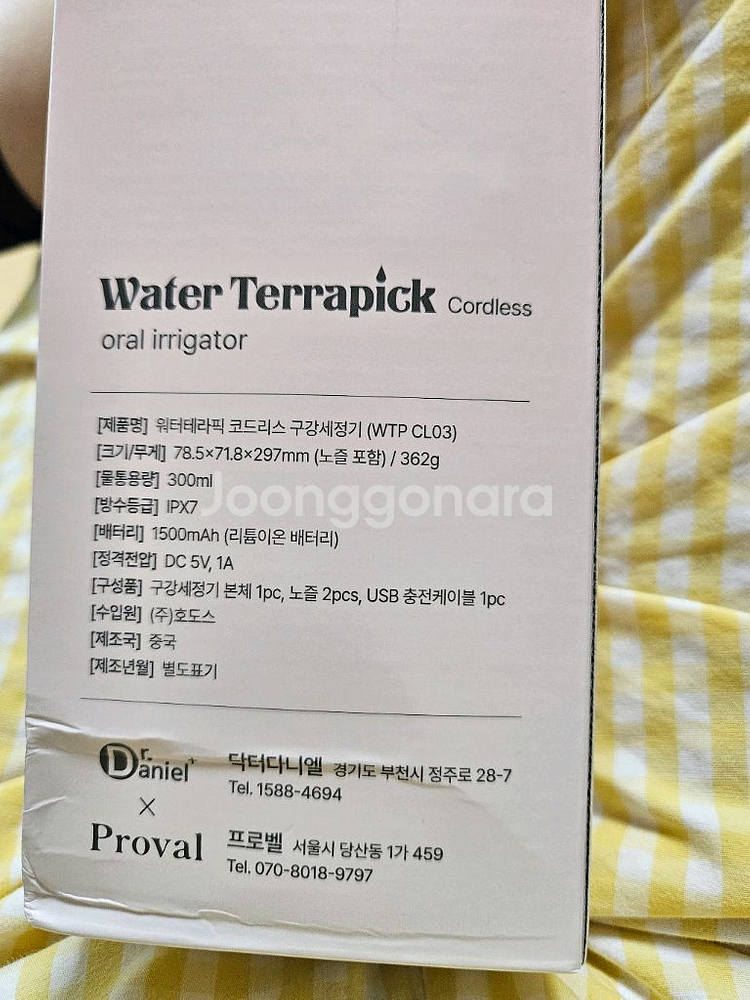 Water Terrapick Cordless
oral irrigator
[제품명] 워터테라픽 코드리스 구강세정기 (WTP CL03)
[크기/무게] 78.5×71.8×297mm (노즐 포함) / 362g
[물통용량] 300ml
Joonggonara
[방수등급] IPX7
[배터리] 1500mAh (리튬이온 배터리)
[정격전압] DC 5V, 1A
[구성품] 구강세정기 본체 1pc, 노즐 2pcs, USB 충전케이블 1pc
[수입원] (주)호도스
[제조국] 중국
[제조년월] 별도표기
Dr. Daniel+ 닥터다니엘 경기도 부천시 정주로 28-7
Tel. 1588-4694
×
Proval 프로벨 서울시 당산동 1가 459
Tel. 070-8018-9797